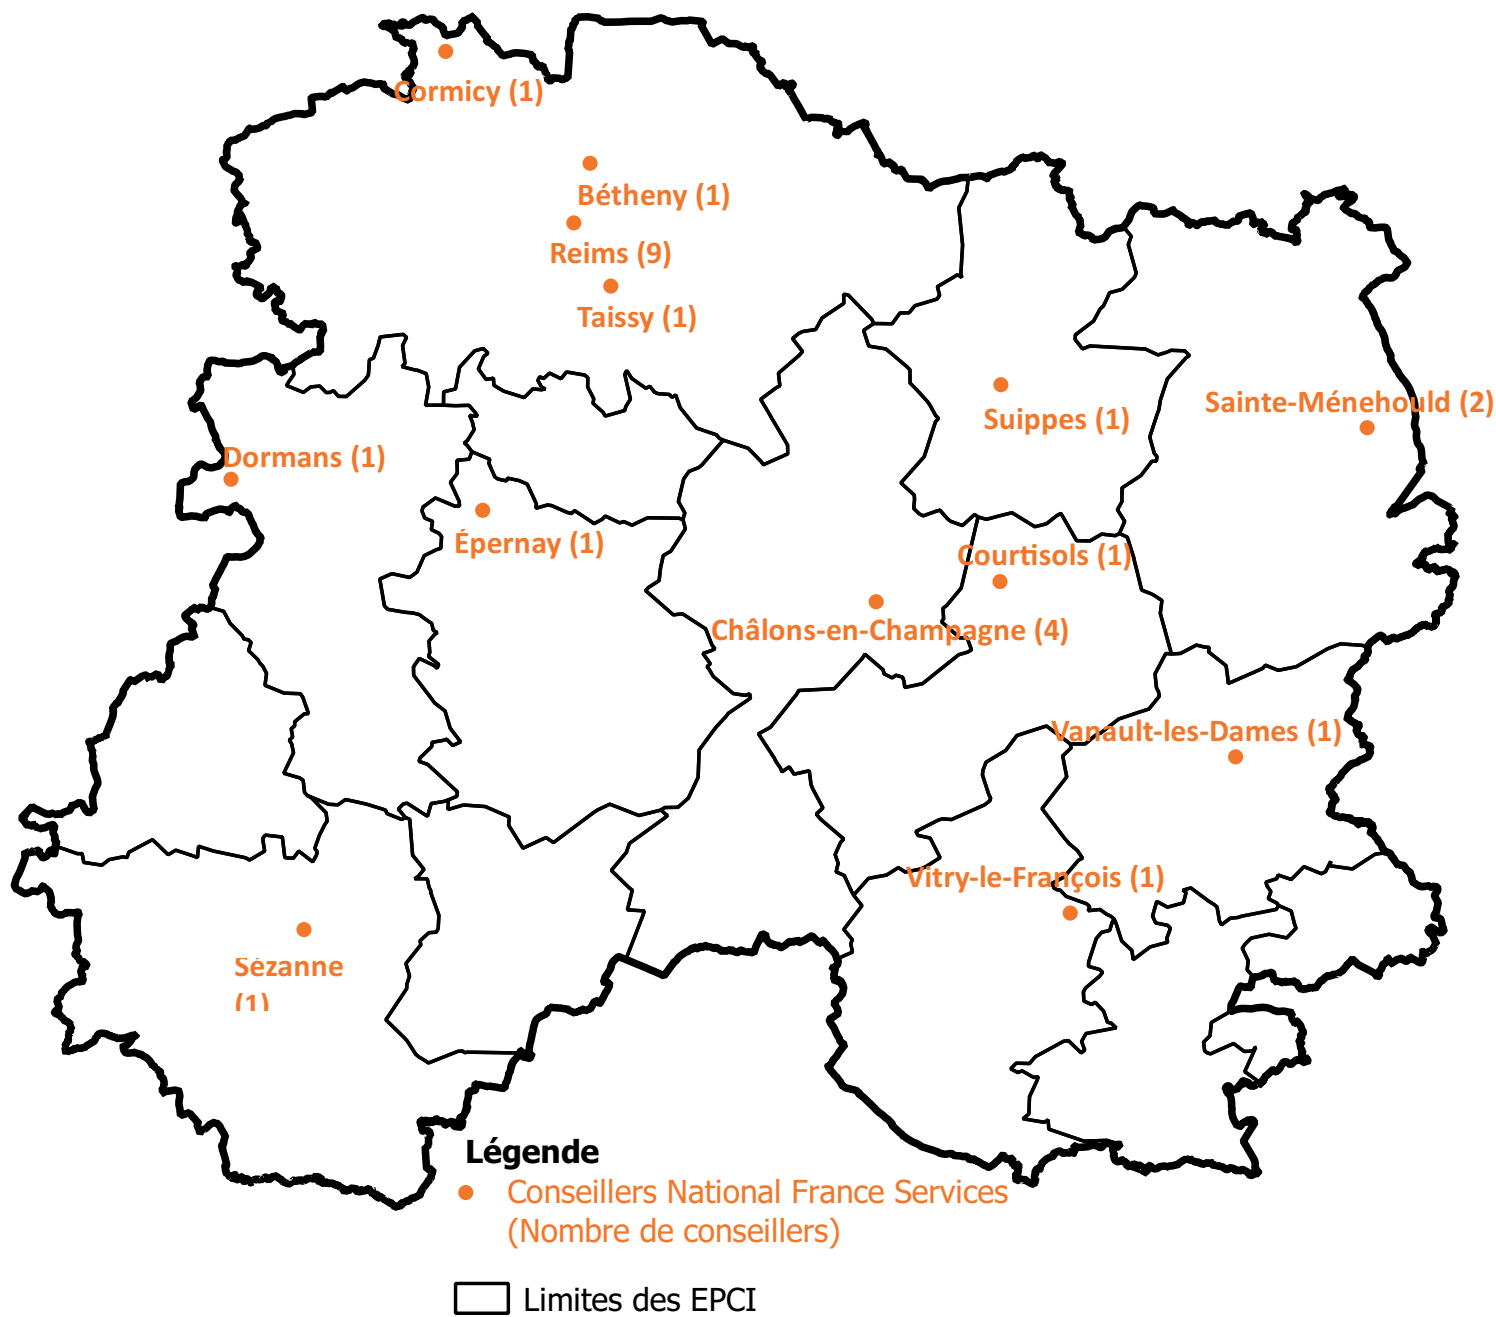 Cormicy (1)
Bétheny (1)
Reims (9)
Taissy (1)
Suippes (1)
Sainte-Ménehould (2)
Dormans (1)
Épernay (1)
Courtisols (1)
Châlons-en-Champagne (4)
Vanault-les-Dames (1)
Vitry-le-François (1)
Sézanne
(1)
Légende
Conseillers National France Services
(Nombre de conseillers)
Limites des EPCI